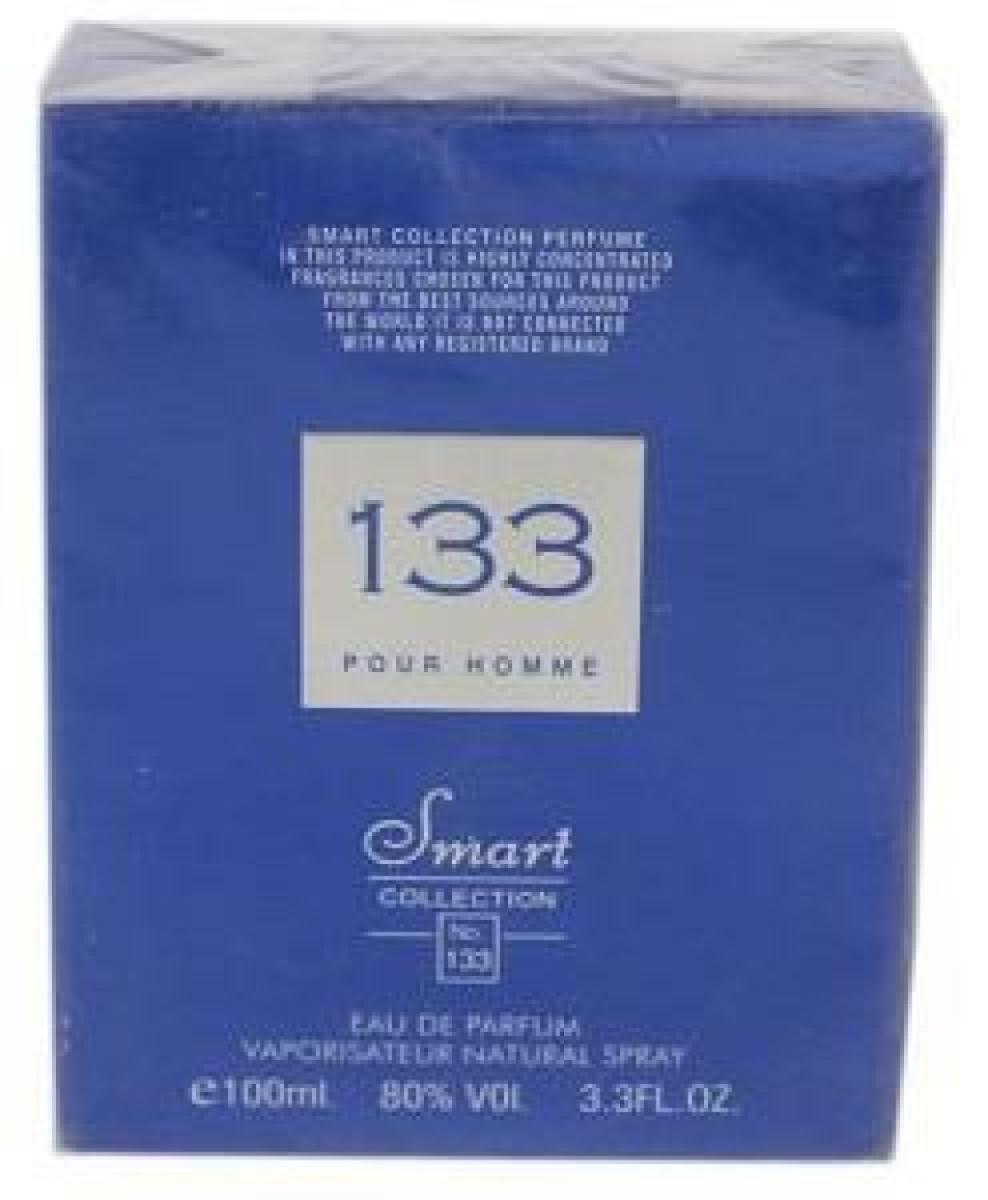 SMART COLLECTION PERFUME
IN THIS PRODUCT IS HIGHLY CONCENTRATED
FRAGRANCES CHOSEN FOR THIS PRODUCT
FROM THE BEST SOURCES AROUND
THE WORLD IT IS NOT CONNECTED
WITH ANY REGISTERED BRAND
133
POUR HOMME
Smart
COLLECTION
No.
133
EAU DE PARFUM
VAPORISATEUR NATURAL SPRAY
e100ml. 80% VOl. 3.3FL.OZ.